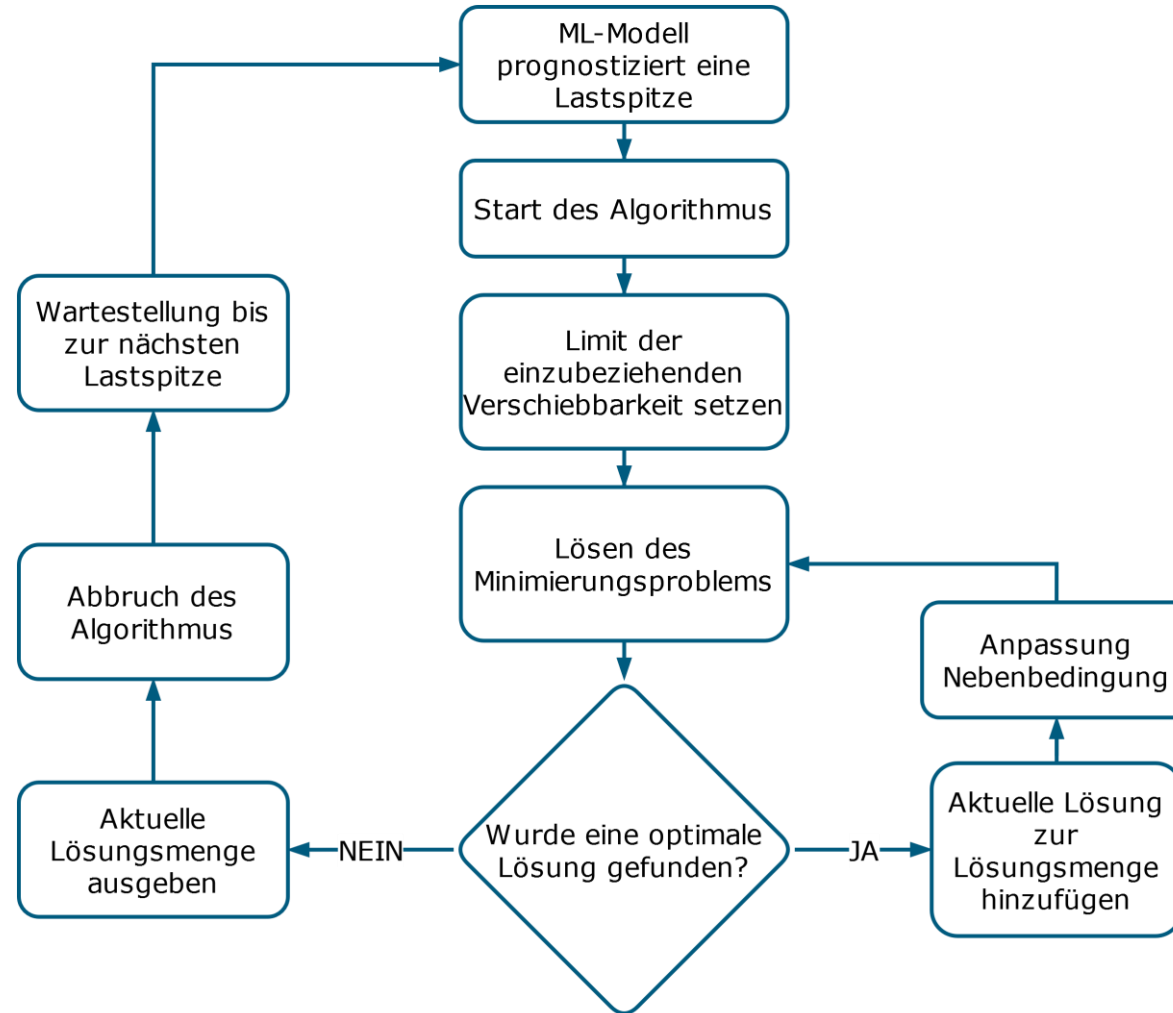 ML-Modell
prognostiziert eine
Lastspitze
Start des Algorithmus
Limit der
einzubeziehenden
Verschiebbarkeit setzen
Lösen des
Minimierungsproblems
Wurde eine optimale
Lösung gefunden?
JA
Aktuelle Lösung
zur
Lösungsmenge
hinzufügen
Anpassung
Nebenbedingung
NEIN
Aktuelle
Lösungsmenge
ausgeben
Abbruch des
Algorithmus
Wartestellung bis
zur nächsten
Lastspitze